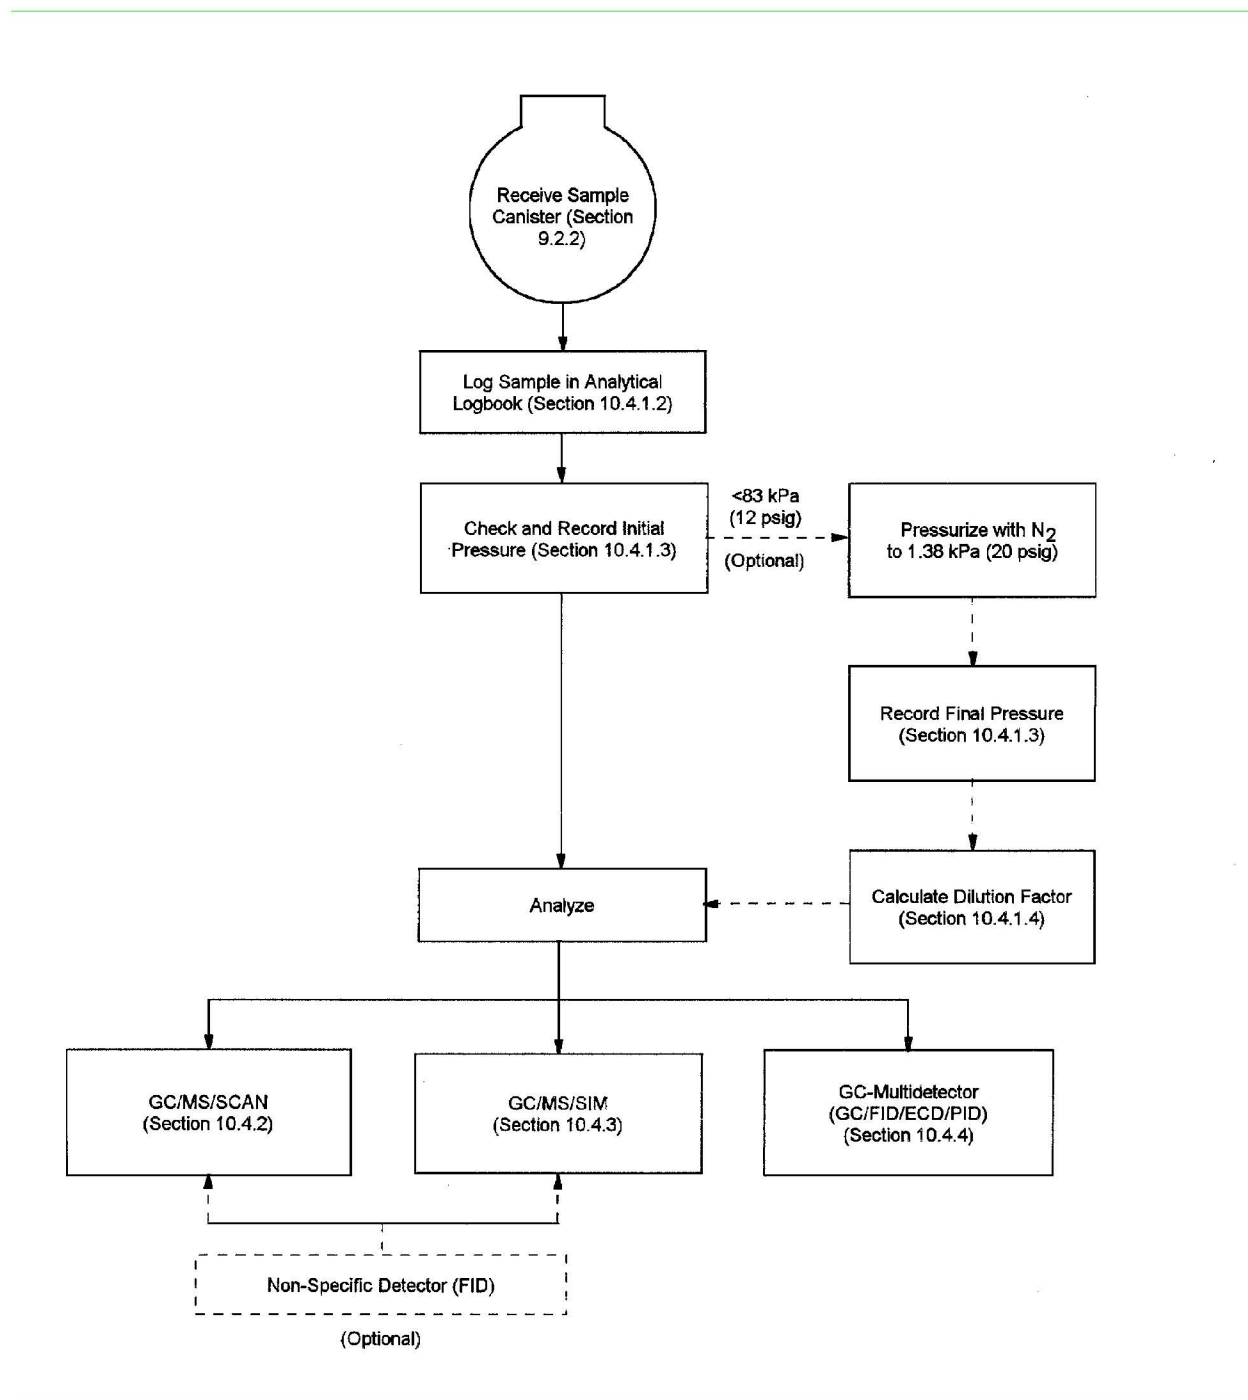 Receive Sample
Canister (Section
9.2.2)
Log Sample in Analytical
Logbook (Section 10.4.1.2)
Check and Record Initial
Pressure (Section 10.4.1.3)
<83 kPa
(12 psig)
(Optional)
Pressurize with N2
to 1.38 kPa (20 psig)
Record Final Pressure
(Section 10.4.1.3)
Calculate Dilution Factor
(Section 10.4.1.4)
Analyze
GC/MS/SCAN
(Section 10.4.2)
GC/MS/SIM
(Section 10.4.3)
GC-Multidetector
(GC/FID/ECD/PID)
(Section 10.4.4)
Non-Specific Detector (FID)
(Optional)